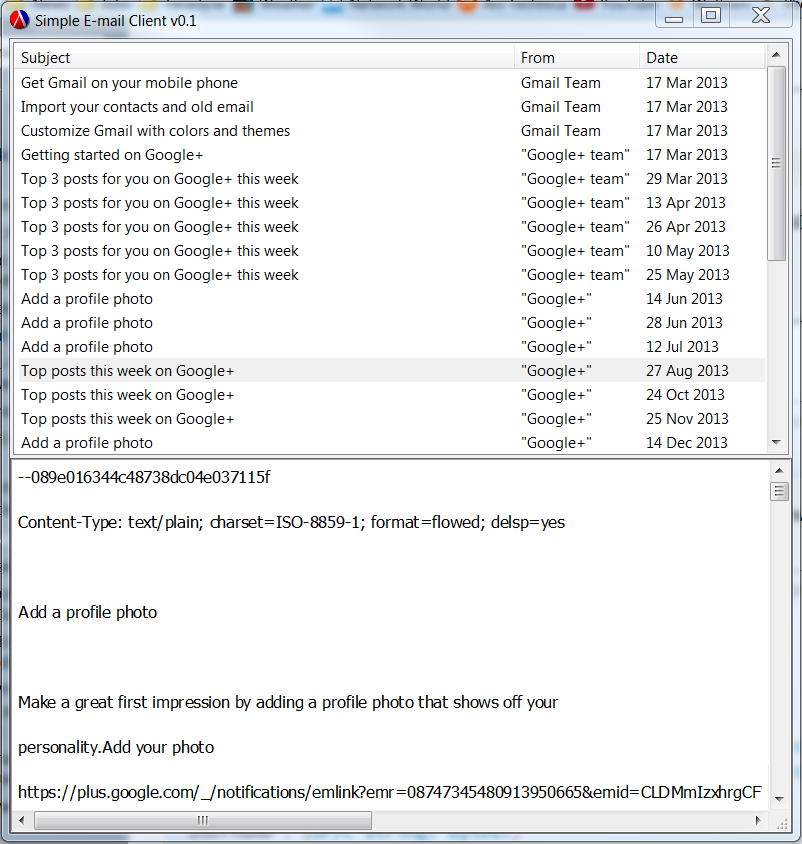 Simple E-mail Client v0.1
Subject From Date
Get Gmail on your mobile phone Gmail Team 17 Mar 2013
Import your contacts and old email Gmail Team 17 Mar 2013
Customize Gmail with colors and themes Gmail Team 17 Mar 2013
Getting started on Google+ "Google+ team" 17 Mar 2013
Top 3 posts for you on Google+ this week "Google+ team" 29 Mar 2013
Top 3 posts for you on Google+ this week "Google+ team" 13 Apr 2013
Top 3 posts for you on Google+ this week "Google+ team" 26 Apr 2013
Top 3 posts for you on Google+ this week "Google+ team" 10 May 2013
Top 3 posts for you on Google+ this week "Google+ team" 25 May 2013
Add a profile photo "Google+" 14 Jun 2013
Add a profile photo "Google+" 28 Jun 2013
Add a profile photo "Google+" 12 Jul 2013
Top posts this week on Google+ "Google+" 27 Aug 2013
Top posts this week on Google+ "Google+" 24 Oct 2013
Top posts this week on Google+ "Google+" 25 Nov 2013
Add a profile photo "Google+" 14 Dec 2013
--089e016344c48738dc04e037115f
Content-Type: text/plain; charset=ISO-8859-1; format=flowed; delsp=yes
Add a profile photo
Make a great first impression by adding a profile photo that shows off your
personality.Add your photo
https://plus.google.com/_/notifications/emlink?emr=08747345480913950665&emid=CLDMmIzxhrgCF